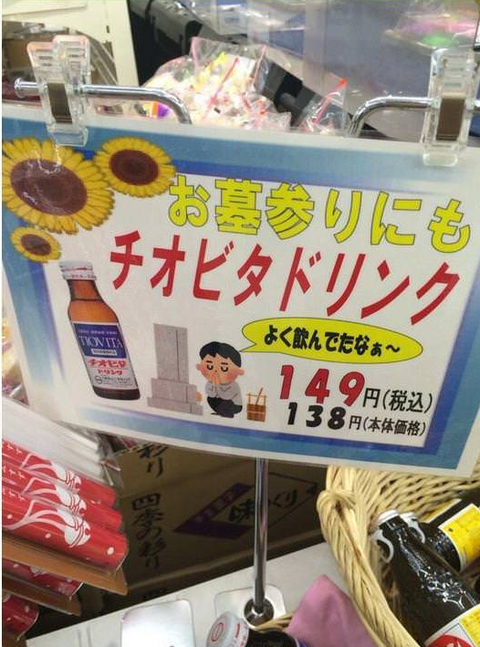 お墓参りにも
チオビタドリンク
TIOVITA
チオビタ
ドリンク
よく飲んでたなぁ〜
149円(税込)
138円(本体価格)
四季の彩り